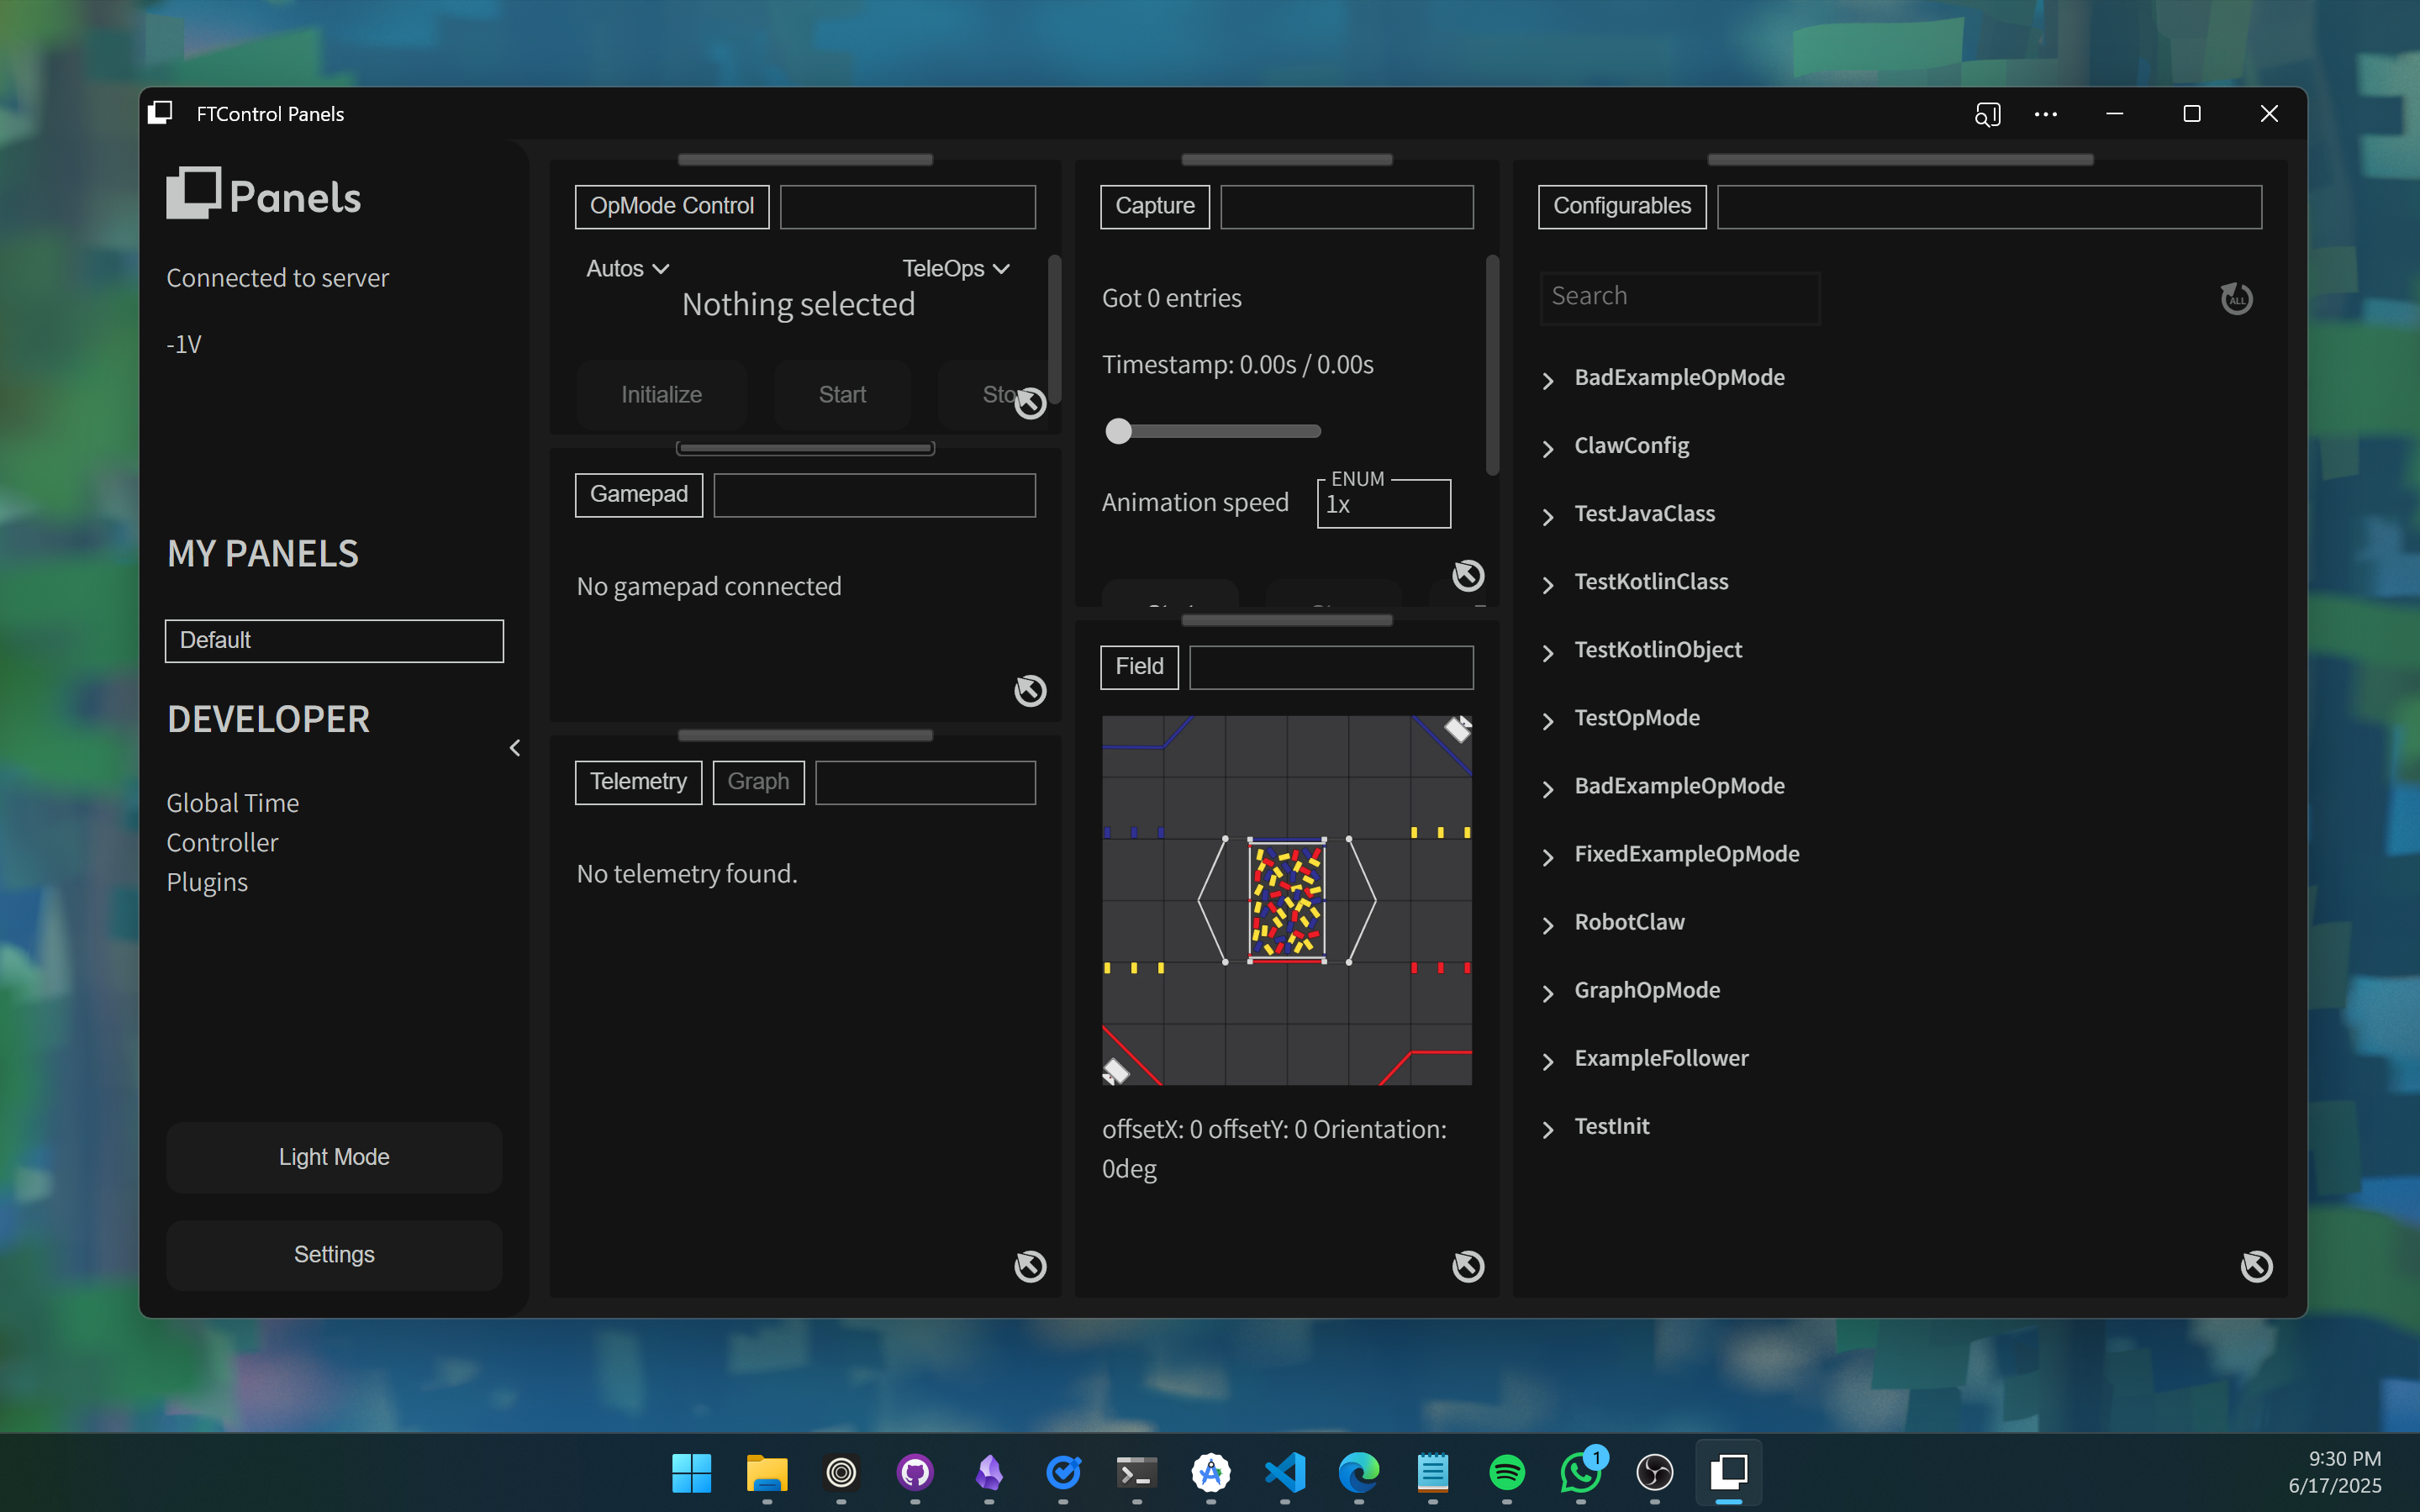 FTControl Panels
Panels
Connected to server
-1V
MY PANELS
Default
DEVELOPER
Global Time
Controller
Plugins
Light Mode
Settings
OpMode Control
Autos
TeleOps
Nothing selected
Initialize
Start
Sto
Gamepad
No gamepad connected
Telemetry
Graph
No telemetry found.
Capture
Got 0 entries
Timestamp: 0.00s / 0.00s
Animation speed
ENUM
1x
Field
offsetX: 0 offsetY: 0 Orientation:
0deg
Configurables
Search
ALL
BadExampleOpMode
ClawConfig
TestJavaClass
TestKotlinClass
TestKotlinObject
TestOpMode
BadExampleOpMode
FixedExampleOpMode
RobotClaw
GraphOpMode
ExampleFollower
TestInit
1
9:30 PM
6/17/2025